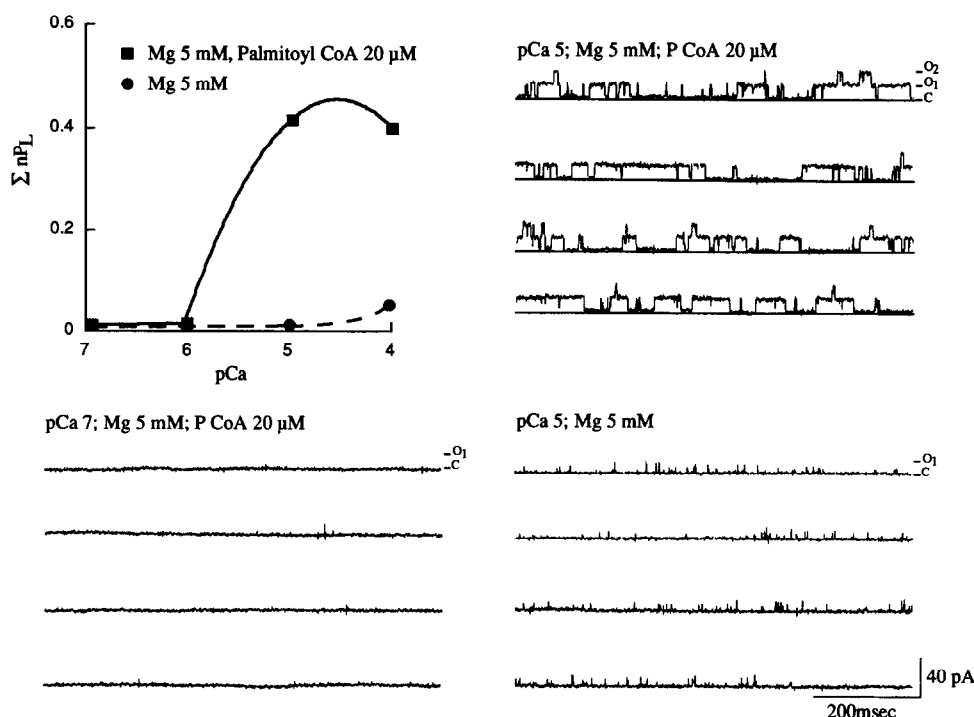 0.6
0.4
0.2
0
Σ nPL
Mg 5 mM, Palmitoyl CoA 20 µM
Mg 5 mM
7
6
5
4
pCa
pCa 5; Mg 5 mM; P CoA 20 µM
O2
O1
C
pCa 7; Mg 5 mM; P CoA 20 µM
O1
C
pCa 5; Mg 5 mM
O1
C
40 pA
200msec